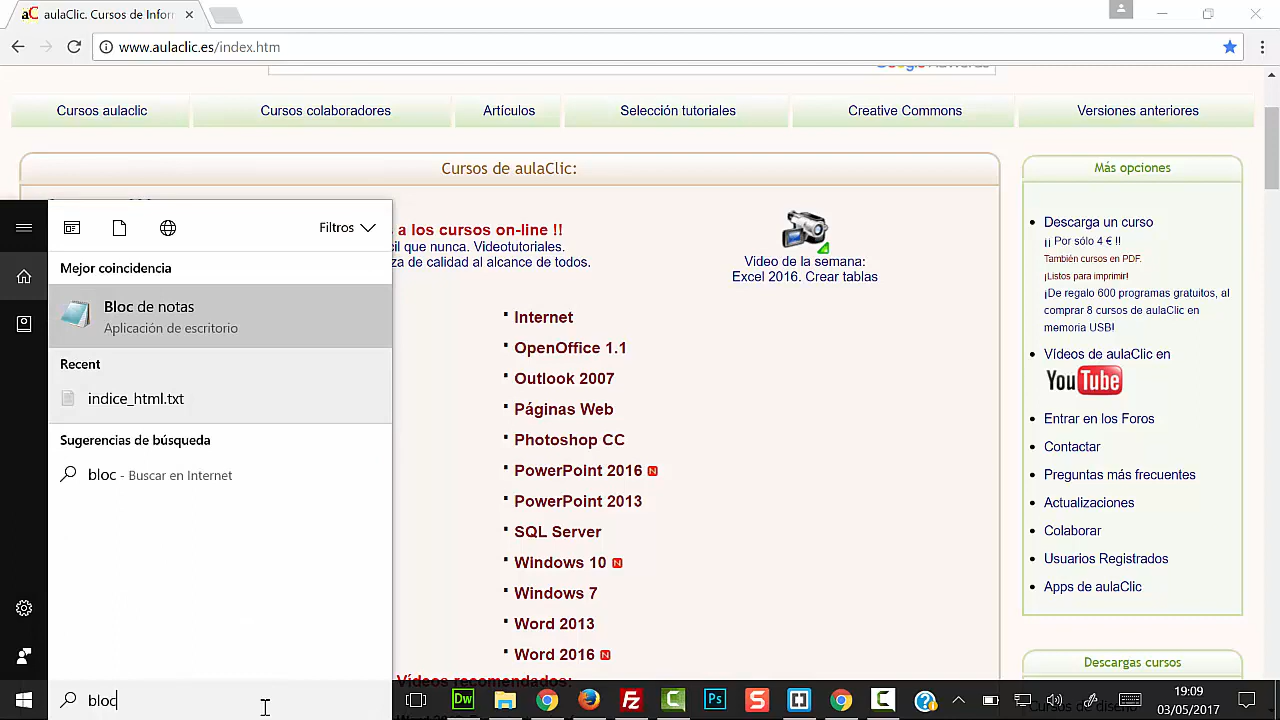 aulaClic. Cursos de Infor
www.aulaclic.es/index.htm
Cursos aulaclic
Cursos colaboradores
Artículos
Selección tutoriales
Creative Commons
Versiones anteriores
Cursos de aulaClic:
a los cursos on-line !!
cil que nunca. Videotutoriales.
za de calidad al alcance de todos.
Video de la semana:
Excel 2016. Crear tablas
Internet
OpenOffice 1.1
Outlook 2007
Páginas Web
Photoshop CC
PowerPoint 2016 N
PowerPoint 2013
SQL Server
Windows 10 N
Windows 7
Word 2013
Word 2016 N
Vídeos recomendados:
Más opciones
Descarga un curso
¡¡ Por sólo 4 € !!
También cursos en PDF.
¡Listos para imprimir!
¡De regalo 600 programas gratuitos, al
comprar 8 cursos de aulaClic en
memoria USB!
Vídeos de aulaClic en
YouTube
Entrar en los Foros
Contactar
Preguntas más frecuentes
Actualizaciones
Colaborar
Usuarios Registrados
Apps de aulaClic
Descargas cursos
Filtros
Mejor coincidencia
Bloc de notas
Aplicación de escritorio
Recent
indice_html.txt
Sugerencias de búsqueda
bloc - Buscar en Internet
bloc
Dw
Fz
Ps
S
19:09
03/05/2017